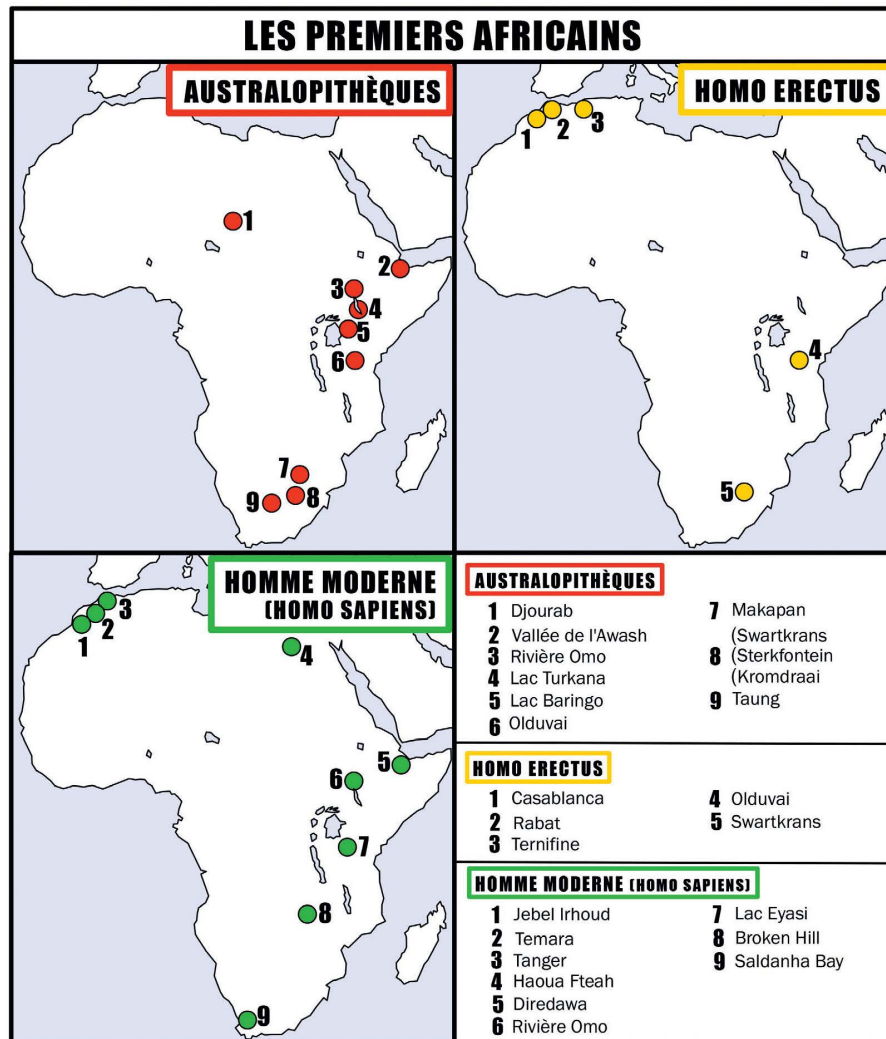 LES PREMIERS AFRICAINS
AUSTRALOPITHÈQUES
1
2
3
4
5
6
7
8
9
HOMO ERECTUS
1
2
3
4
5
HOMME MODERNE
(HOMO SAPIENS)
1
2
3
4
5
6
7
8
9
AUSTRALOPITHÈQUES
1 Djourab
2 Vallée de l'Awash
3 Rivière Omo
4 Lac Turkana
5 Lac Baringo
6 Olduvai
7 Makapan
(Swartkrans
8 (Sterkfontein
(Kromdraai
9 Taung
HOMO ERECTUS
1 Casablanca
2 Rabat
3 Ternifine
4 Olduvai
5 Swartkrans
HOMME MODERNE (HOMO SAPIENS)
1 Jebel Irhoud
2 Temara
3 Tanger
4 Haoua Fteah
5 Diredawa
6 Rivière Omo
7 Lac Eyasi
8 Broken Hill
9 Saldanha Bay